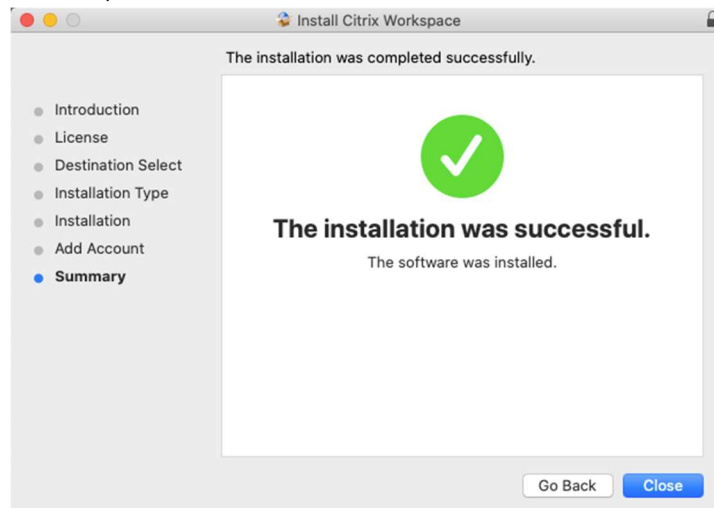 Install Citrix Workspace
The installation was completed successfully.
Introduction
License
Destination Select
Installation Type
Installation
Add Account
Summary
The installation was successful.
The software was installed.
Go Back
Close